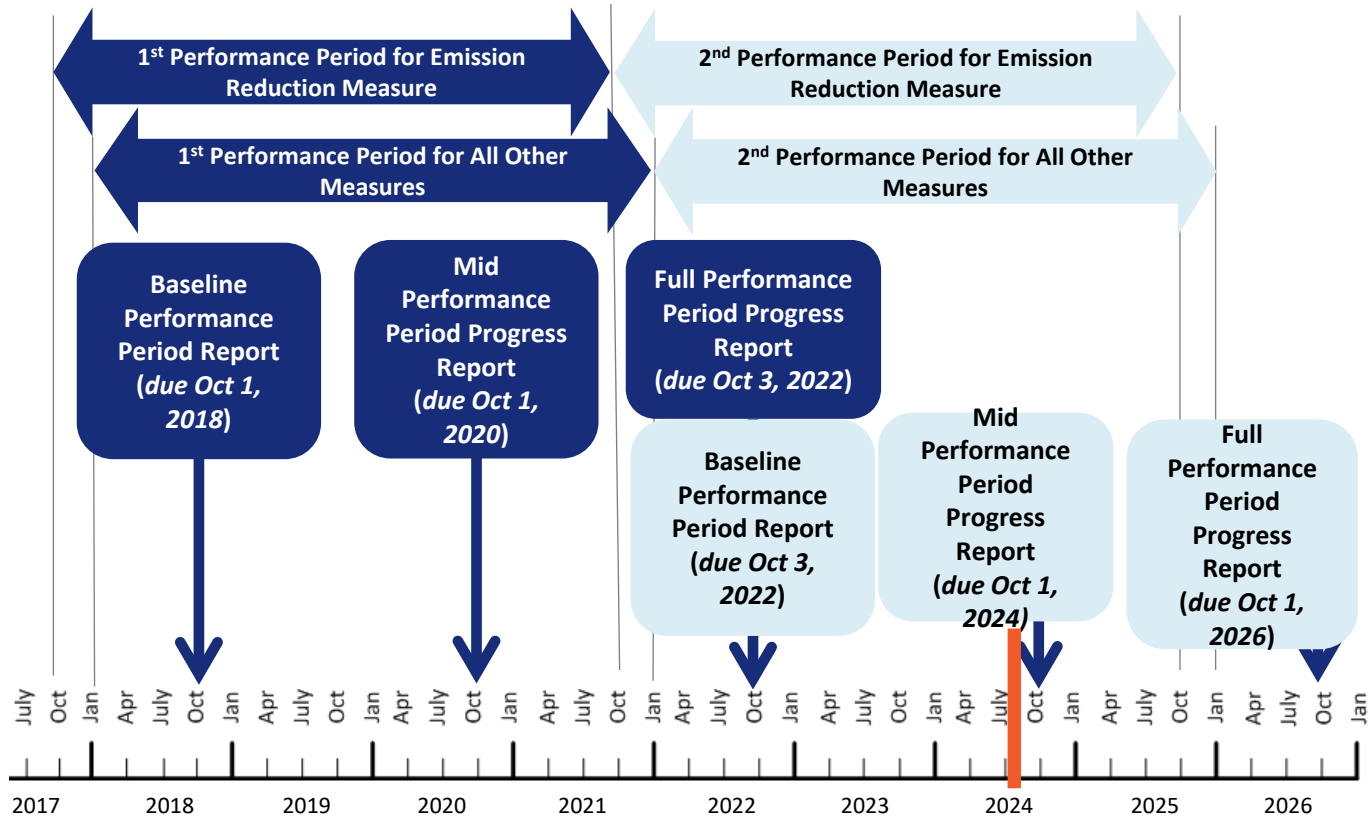 1st Performance Period for Emission
Reduction Measure
2nd Performance Period for Emission
Reduction Measure
1st Performance Period for All Other
Measures
2nd Performance Period for All Other
Measures
Baseline
Performance
Period Report
(due Oct 1,
2018)
Mid
Performance
Period Progress
Report
(due Oct 1,
2020)
Full Performance
Period Progress
Report
(due Oct 3, 2022)
Baseline
Performance
Period Report
(due Oct 3,
2022)
Mid
Performance
Period
Progress
Report
(due Oct 1,
2024)
Full
Performance
Period
Progress
Report
(due Oct 1,
2026)
July Oct Jan Apr July Oct Jan Apr July Oct Jan Apr July Oct Jan Apr July Oct Jan Apr July Oct Jan Apr July Oct Jan Apr July Oct Jan Apr July Oct Jan Apr July Oct Jan
2017 2018 2019 2020 2021 2022 2023 2024 2025 2026